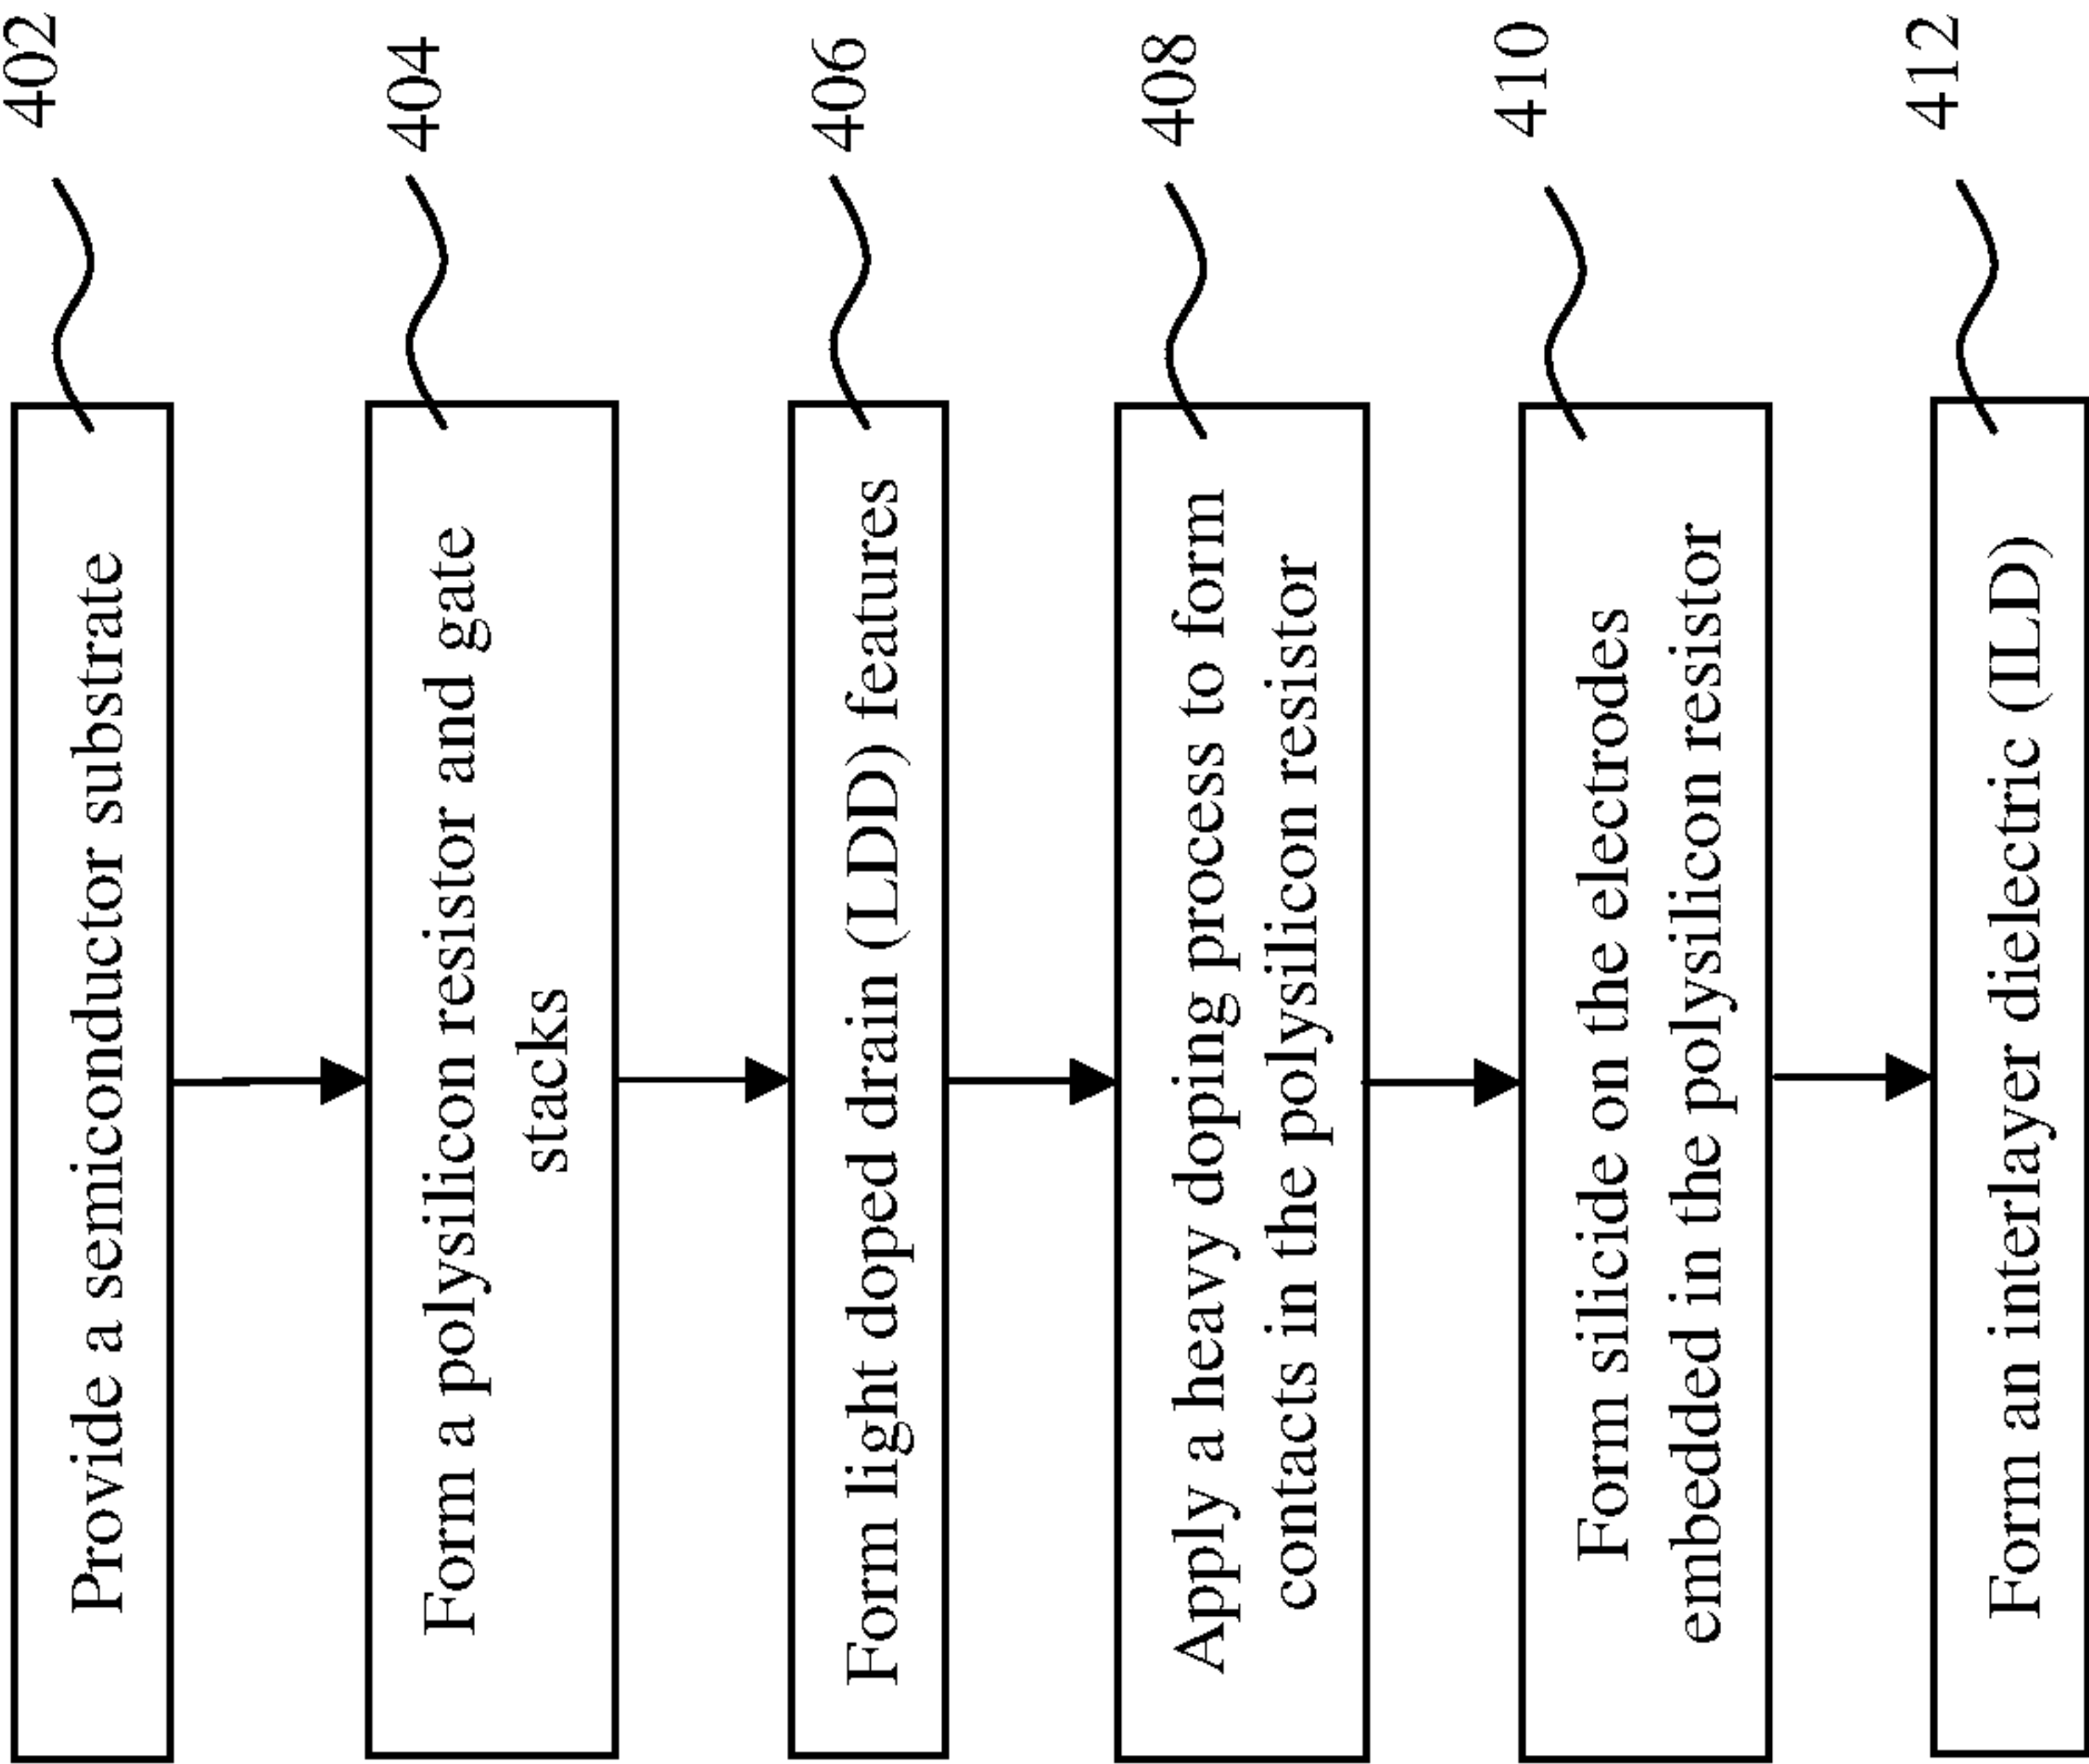 402
Provide a semiconductor substrate
404
Form a polysilicon resistor and gate
stacks
406
Form light doped drain (LDD) features
408
Apply a heavy doping process to form
contacts in the polysilicon resistor
410
Form silicide on the electrodes
embedded in the polysilicon resistor
412
Form an interlayer dielectric (ILD)